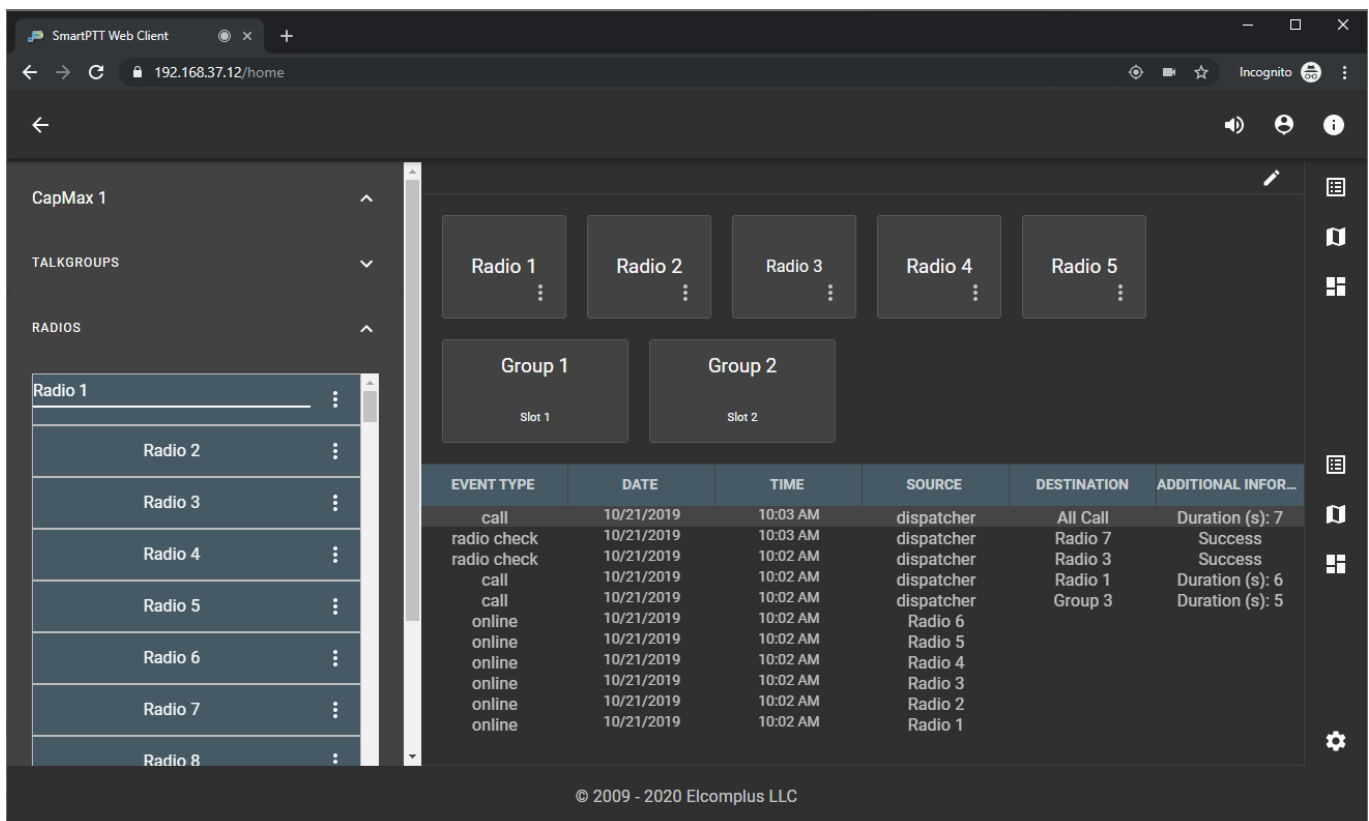 SmartPTT Web Client
192.168.37.12/home
Incognito
CapMax 1
TALKGROUPS
RADIOS
Radio 1
Radio 2
Radio 3
Radio 4
Radio 5
Radio 6
Radio 7
Radio 8
Radio 1 Radio 2 Radio 3 Radio 4 Radio 5
Group 1 Group 2
Slot 1 Slot 2
EVENT TYPE DATE TIME SOURCE DESTINATION ADDITIONAL INFOR...
call 10/21/2019 10:03 AM dispatcher All Call Duration (s): 7
radio check 10/21/2019 10:03 AM dispatcher Radio 7 Success
radio check 10/21/2019 10:02 AM dispatcher Radio 3 Success
call 10/21/2019 10:02 AM dispatcher Radio 1 Duration (s): 6
call 10/21/2019 10:02 AM dispatcher Group 3 Duration (s): 5
online 10/21/2019 10:02 AM Radio 6
online 10/21/2019 10:02 AM Radio 5
online 10/21/2019 10:02 AM Radio 4
online 10/21/2019 10:02 AM Radio 3
online 10/21/2019 10:02 AM Radio 2
online 10/21/2019 10:02 AM Radio 1
© 2009 - 2020 Elcomplus LLC